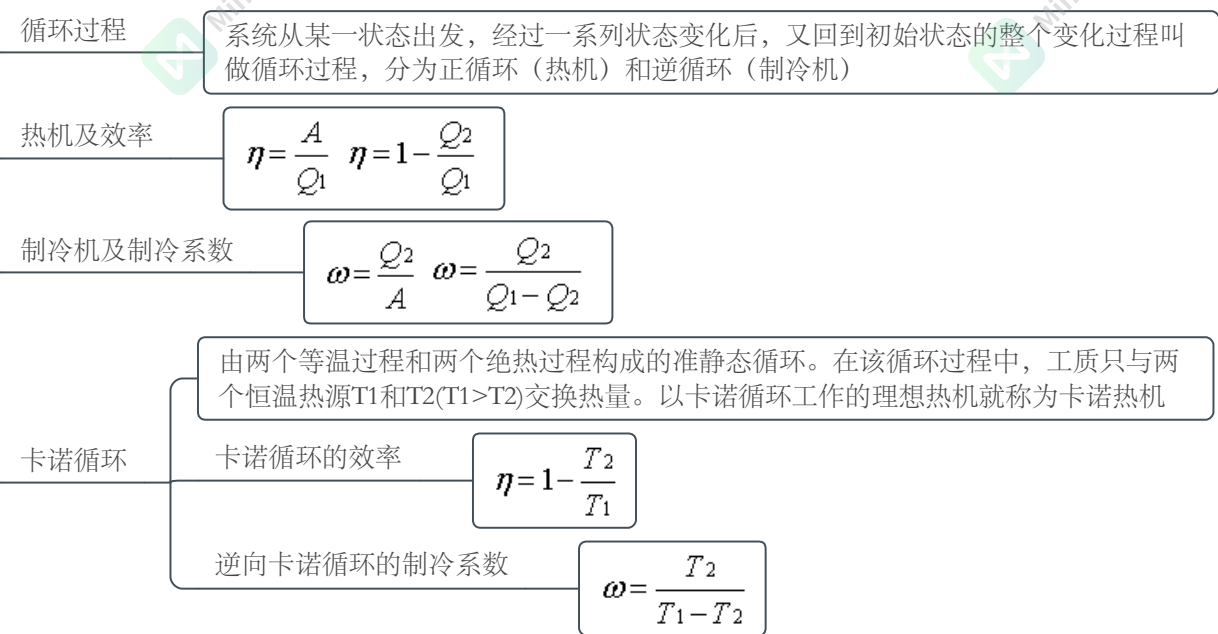 循环过程
系统从某一状态出发，经过一系列状态变化后，又回到初始状态的整个变化过程叫
做循环过程，分为正循环（热机）和逆循环（制冷机）
热机及效率
η=A/Q1 η=1-Q2/Q1
制冷机及制冷系数
ω=Q2/A ω=Q2/(Q1-Q2)
由两个等温过程和两个绝热过程构成的准静态循环。在该循环过程中，工质只与两
个恒温热源T1和T2(T1>T2)交换热量。以卡诺循环工作的理想热机就称为卡诺热机
卡诺循环
卡诺循环的效率
η=1-T2/T1
逆向卡诺循环的制冷系数
ω=T2/(T1-T2)